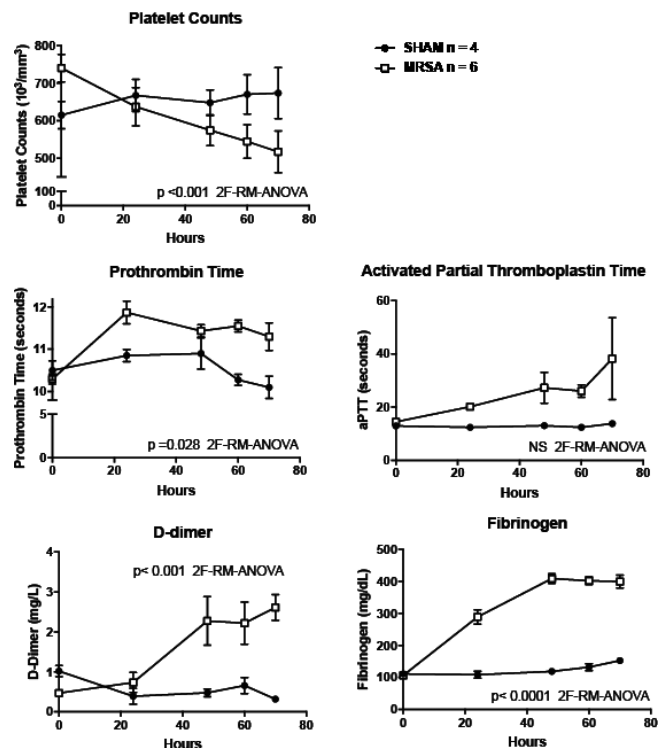 Platelet Counts
SHAM n = 4
MRSA n = 6
Platelet Counts (10³/mm³)
800
700
600
500
100
0
p <0.001 2F-RM-ANOVA
0 20 40 60 80
Hours
Prothrombin Time
Prothrombin Time (seconds)
12
11
10
5
0
p =0.028 2F-RM-ANOVA
0 20 40 60 80
Hours
Activated Partial Thromboplastin Time
aPTT (seconds)
60
40
20
0
NS 2F-RM-ANOVA
0 20 40 60 80
Hours
D-dimer
D-Dimer (mg/L)
4
3
2
1
0
p< 0.001 2F-RM-ANOVA
0 20 40 60 80
Hours
Fibrinogen
Fibrinogen (mg/dL)
500
400
300
200
100
0
p< 0.0001 2F-RM-ANOVA
0 20 40 60 80
Hours